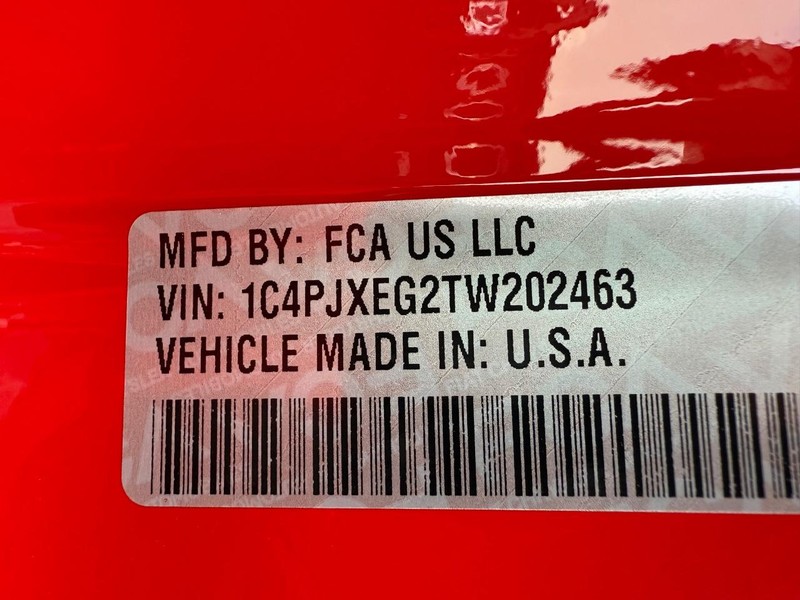 MFD BY: FCA US LLC
VIN: 1C4PJXEG2TW202463
VEHICLE MADE IN: U.S.A.